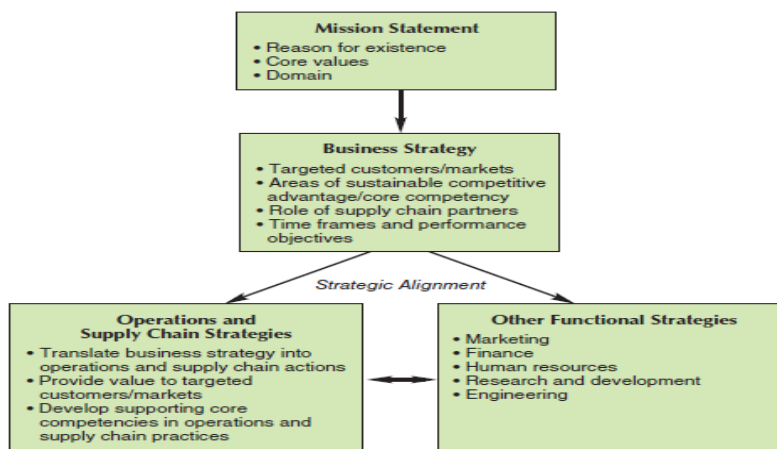 Mission Statement
• Reason for existence
• Core values
• Domain
Business Strategy
• Targeted customers/markets
• Areas of sustainable competitive
advantage/core competency
• Role of supply chain partners
• Time frames and performance
objectives
Strategic Alignment
Operations and
Supply Chain Strategies
• Translate business strategy into
operations and supply chain actions
• Provide value to targeted
customers/markets
• Develop supporting core
competencies in operations and
supply chain practices
Other Functional Strategies
• Marketing
• Finance
• Human resources
• Research and development
• Engineering